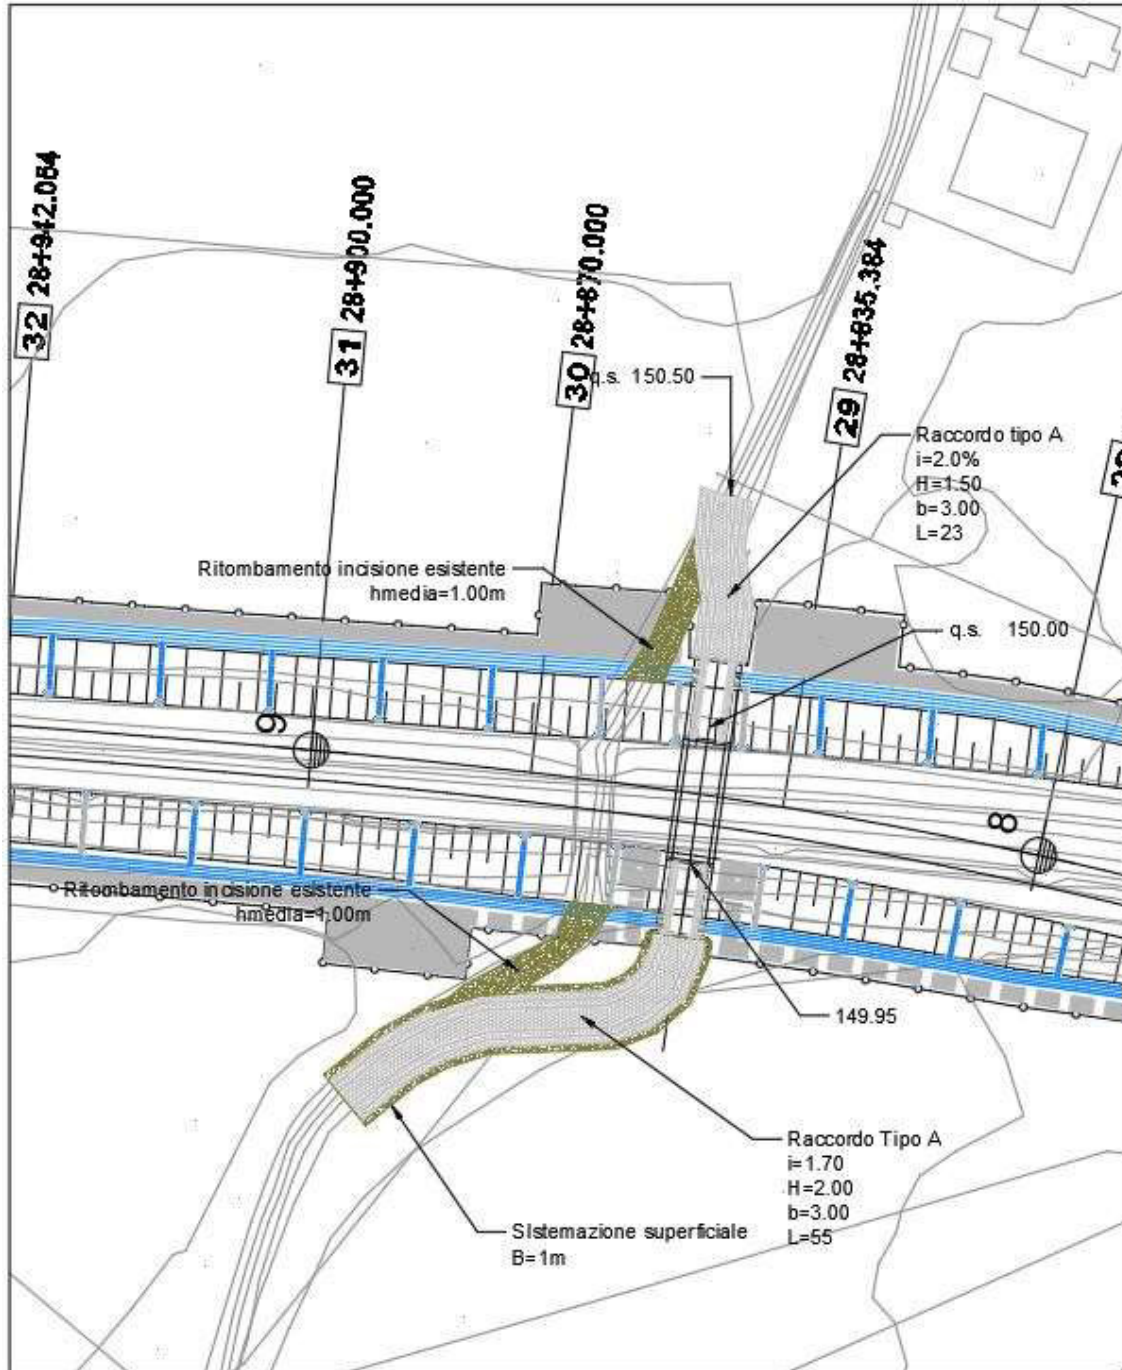 32 28+942.064
31 28+900.000
30 28+870.000
29 28+835.384
q.s. 150.50
Raccordo tipo A
i=2.0%
H=1.50
b=3.00
L=23
Ritombamento incisione esistente
hmedia=1.00m
q.s. 150.00
9
8
Ritombamento incisione esistente
hmedia=1.00m
149.95
Raccordo Tipo A
i=1.70
H=2.00
b=3.00
L=55
SIstemazione superficiale
B=1m